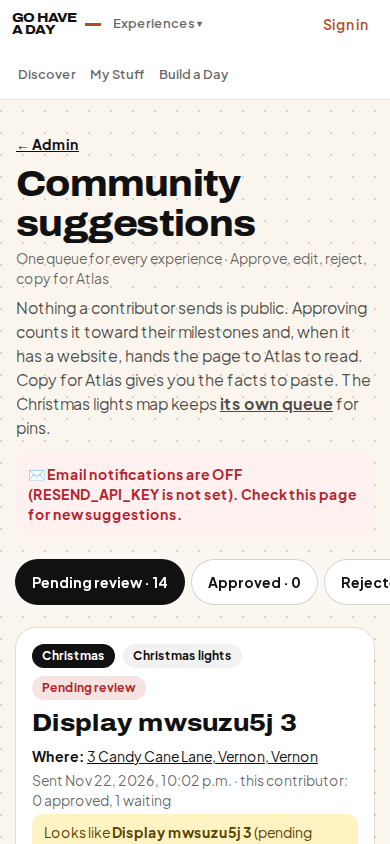 GO HAVE
A DAY
Experiences ▾
Sign in
Discover My Stuff Build a Day
← Admin
Community
suggestions
One queue for every experience · Approve, edit, reject,
copy for Atlas
Nothing a contributor sends is public. Approving
counts it toward their milestones and, when it
has a website, hands the page to Atlas to read.
Copy for Atlas gives you the facts to paste. The
Christmas lights map keeps its own queue for
pins.
✉️ Email notifications are OFF
(RESEND_API_KEY is not set). Check this page
for new suggestions.
Pending review · 14 Approved · 0 Rejecte
Christmas Christmas lights
Pending review
Display mwsuzu5j 3
Where: 3 Candy Cane Lane, Vernon, Vernon
Sent Nov 22, 2026, 10:02 p.m. · this contributor:
0 approved, 1 waiting
Looks like Display mwsuzu5j 3 (pending